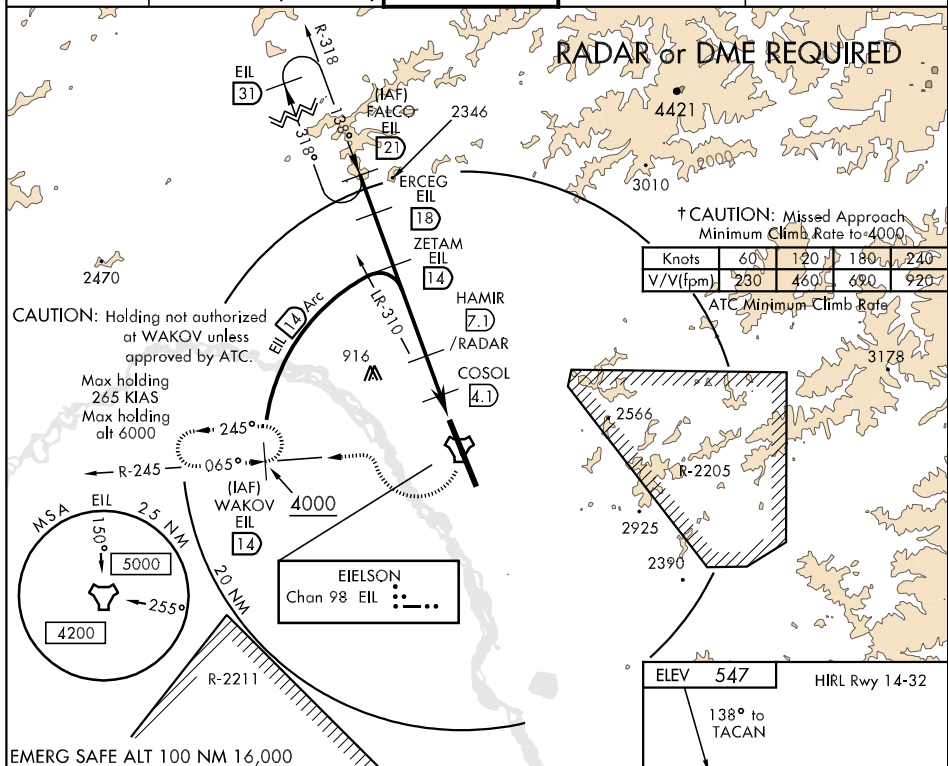 RADAR or DME REQUIRED
R-318
EIL
31
138°
318°
(IAF)
FALCO
EIL
21
2346
4421
2000
3010
ERCEG
EIL
18
ZETAM
EIL
14
†CAUTION: Missed Approach
Minimum Climb Rate to 4000
Knots 60 120 180 240
V/V(fpm) 230 460 690 920
ATC Minimum Climb Rate
2470
EIL 14 Arc
LR-310
HAMIR
7.1
/RADAR
CAUTION: Holding not authorized
at WAKOV unless
approved by ATC.
916
COSOL
4.1
3178
Max holding
265 KIAS
Max holding
alt 6000
245°
R-245
065°
2566
R-2205
(IAF)
WAKOV
EIL
14
4000
2925
2390
MSA EIL 25 NM
150°
5000
255°
4200
20 NM
EIELSON
Chan 98 EIL
R-2211
ELEV 547
HIRL Rwy 14-32
138° to
TACAN
EMERG SAFE ALT 100 NM 16,000